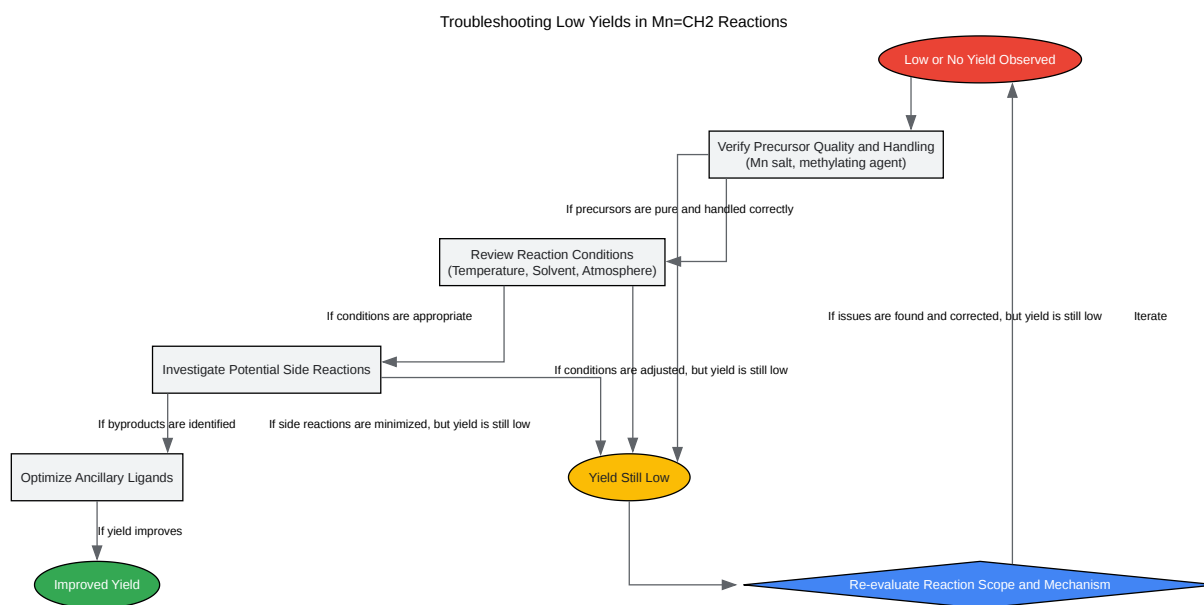 Troubleshooting Low Yields in Mn=CH2 Reactions
Low or No Yield Observed
Verify Precursor Quality and Handling
(Mn salt, methylating agent)
If precursors are pure and handled correctly
Review Reaction Conditions
(Temperature, Solvent, Atmosphere)
If conditions are appropriate
If issues are found and corrected, but yield is still low
Iterate
Investigate Potential Side Reactions
If conditions are adjusted, but yield is still low
If byproducts are identified
If side reactions are minimized, but yield is still low
Optimize Ancillary Ligands
Yield Still Low
If yield improves
Improved Yield
Re-evaluate Reaction Scope and Mechanism